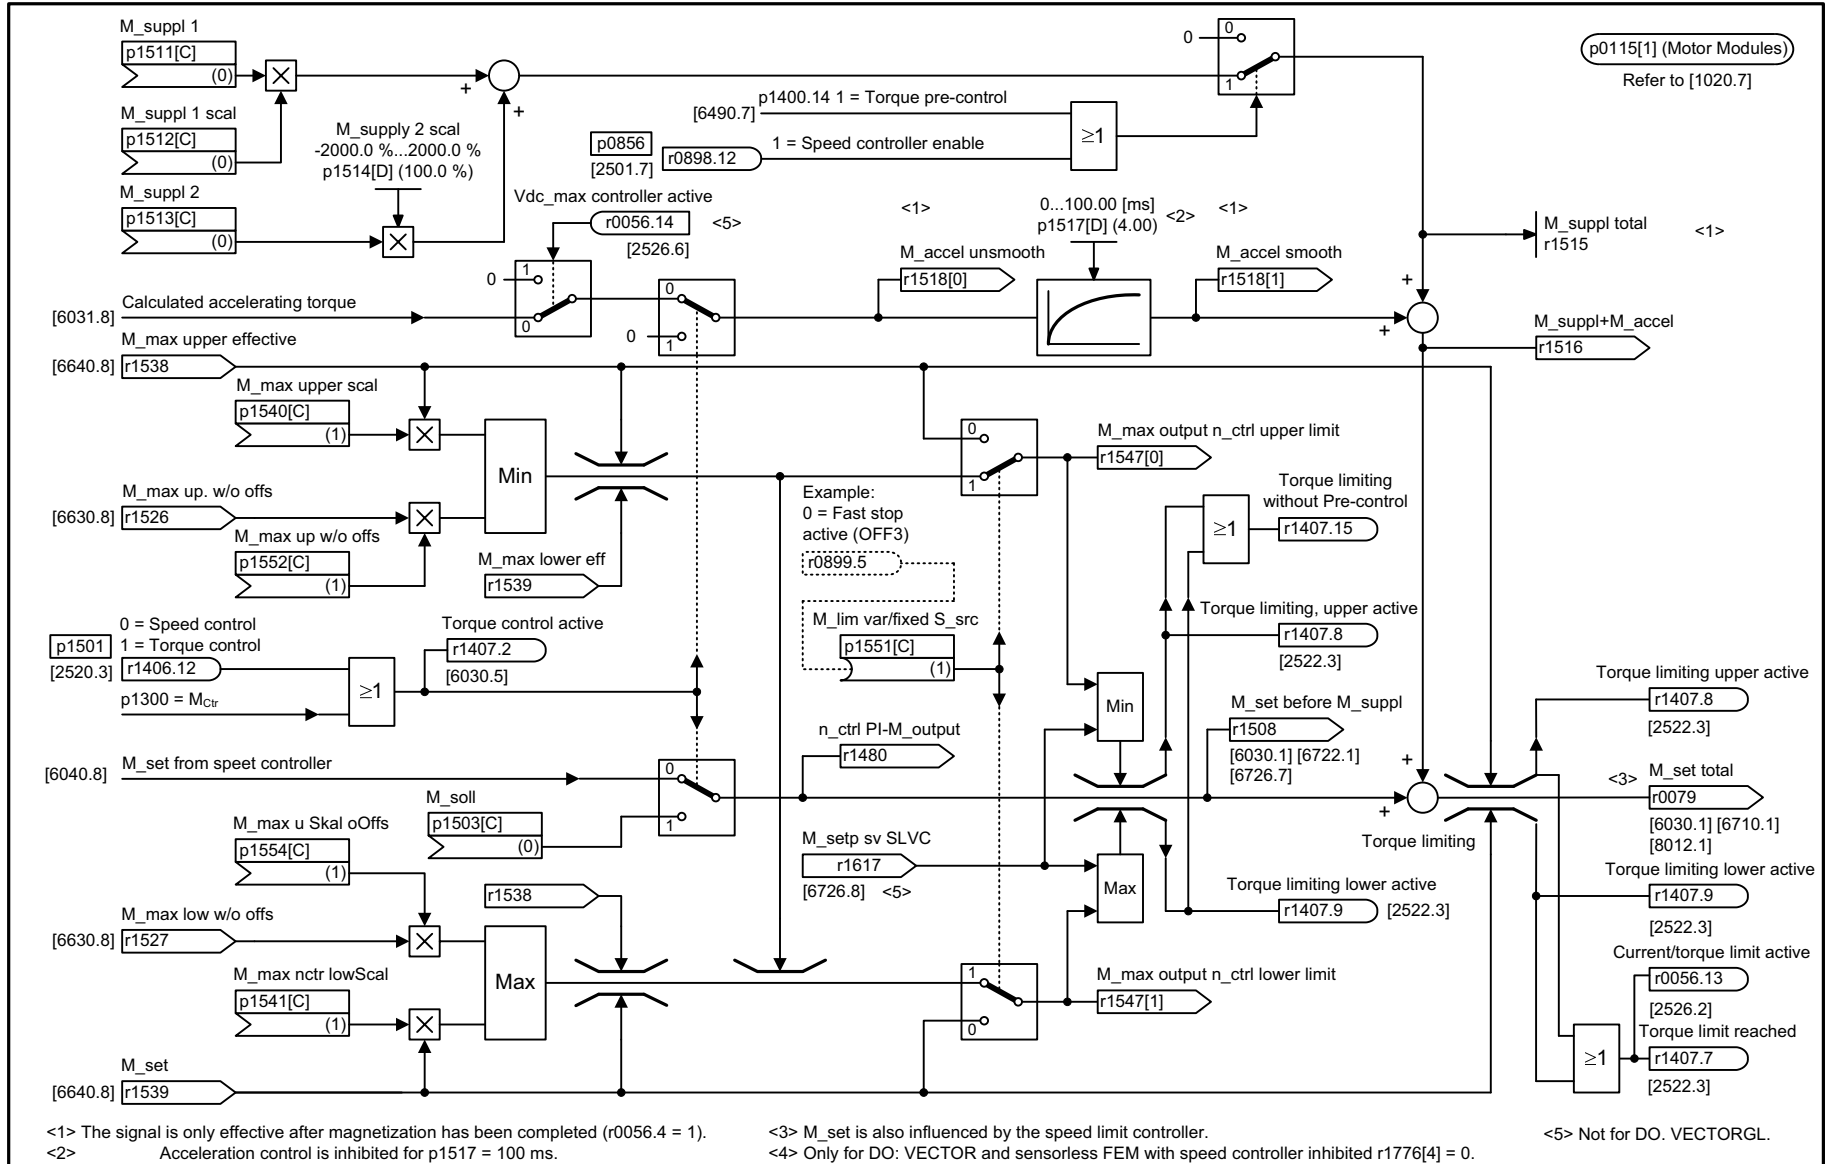 M_suppl 1
p1511[C]
(0)
M_suppl 1 scal
p1512[C]
(0)
M_suppl 2
p1513[C]
(0)
M_supply 2 scal
-2000.0 %...2000.0 %
p1514[D] (100.0 %)
+
+
0
0
1
p0115[1] (Motor Modules)
Refer to [1020.7]
p1400.14 1 = Torque pre-control
[6490.7]
≥1
p0856
[2501.7]
r0898.12
1 = Speed controller enable
Vdc_max controller active
r0056.14
<5>
[2526.6]
0
1
0
0
0
1
<1>
M_accel unsmooth
r1518[0]
0...100.00 [ms]
p1517[D] (4.00)
<2>
<1>
M_accel smooth
r1518[1]
M_suppl total
r1515
<1>
+
+
M_suppl+M_accel
r1516
[6031.8]
Calculated accelerating torque
M_max upper effective
[6640.8]
r1538
M_max upper scal
p1540[C]
(1)
Min
M_max up. w/o offs
[6630.8]
r1526
M_max up w/o offs
p1552[C]
(1)
M_max lower eff
r1539
0
1
M_max output n_ctrl upper limit
r1547[0]
Example:
0 = Fast stop
active (OFF3)
r0899.5
Torque limiting
without Pre-control
≥1
r1407.15
M_lim var/fixed S_src
p1551[C]
(1)
Torque limiting, upper active
r1407.8
[2522.3]
0 = Speed control
p1501
1 = Torque control
[2520.3]
r1406.12
p1300 = MCtr
≥1
Torque control active
r1407.2
[6030.5]
Min
M_set before M_suppl
r1508
[6030.1] [6722.1]
[6726.7]
n_ctrl PI-M_output
r1480
Torque limiting upper active
r1407.8
[2522.3]
[6040.8]
M_set from speet controller
0
1
M_soll
p1503[C]
(0)
+
+
<3>
M_set total
r0079
[6030.1] [6710.1]
[8012.1]
Torque limiting
M_max u Skal oOffs
p1554[C]
(1)
M_setp sv SLVC
r1617
[6726.8]
<5>
Max
Torque limiting lower active
r1407.9
[2522.3]
Torque limiting lower active
r1407.9
[2522.3]
r1538
M_max low w/o offs
[6630.8]
r1527
Max
M_max nctr lowScal
p1541[C]
(1)
1
0
M_max output n_ctrl lower limit
r1547[1]
Current/torque limit active
r0056.13
[2526.2]
Torque limit reached
≥1
r1407.7
[2522.3]
M_set
[6640.8]
r1539
<1> The signal is only effective after magnetization has been completed (r0056.4 = 1).
<2> Acceleration control is inhibited for p1517 = 100 ms.
<3> M_set is also influenced by the speed limit controller.
<4> Only for DO: VECTOR and sensorless FEM with speed controller inhibited r1776[4] = 0.
<5> Not for DO. VECTORGL.